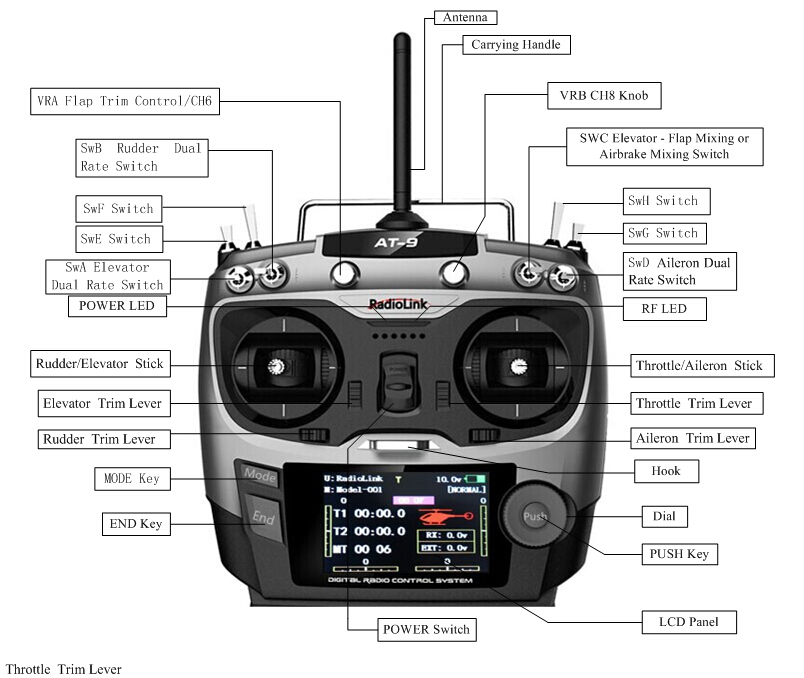 Antenna
Carrying Handle
VRA Flap Trim Control/CH6
VRB CH8 Knob
SwB Rudder Dual
Rate Switch
SWC Elevator - Flap Mixing or
Airbrake Mixing Switch
SwF Switch
SwH Switch
SwE Switch
SwG Switch
AT-9
SwA Elevator
Dual Rate Switch
SwD Aileron Dual
Rate Switch
POWER LED
RadioLink
RF LED
POWER
Rudder/Elevator Stick
Throttle/Aileron Stick
Elevator Trim Lever
Throttle Trim Lever
Rudder Trim Lever
Aileron Trim Lever
MODE Key
Mode
Hook
U:RadioLink T 10.0v
M:Model-001 [NORMAL]
0 0
END Key
End
T1 00:00.0
T2 00:00.0
MT 00 06
RX: 0.0v
EXT: 0.0v
0
Push
Dial
PUSH Key
DIGITAL RADIO CONTROL SYSTEM
LCD Panel
POWER Switch
Throttle Trim Lever